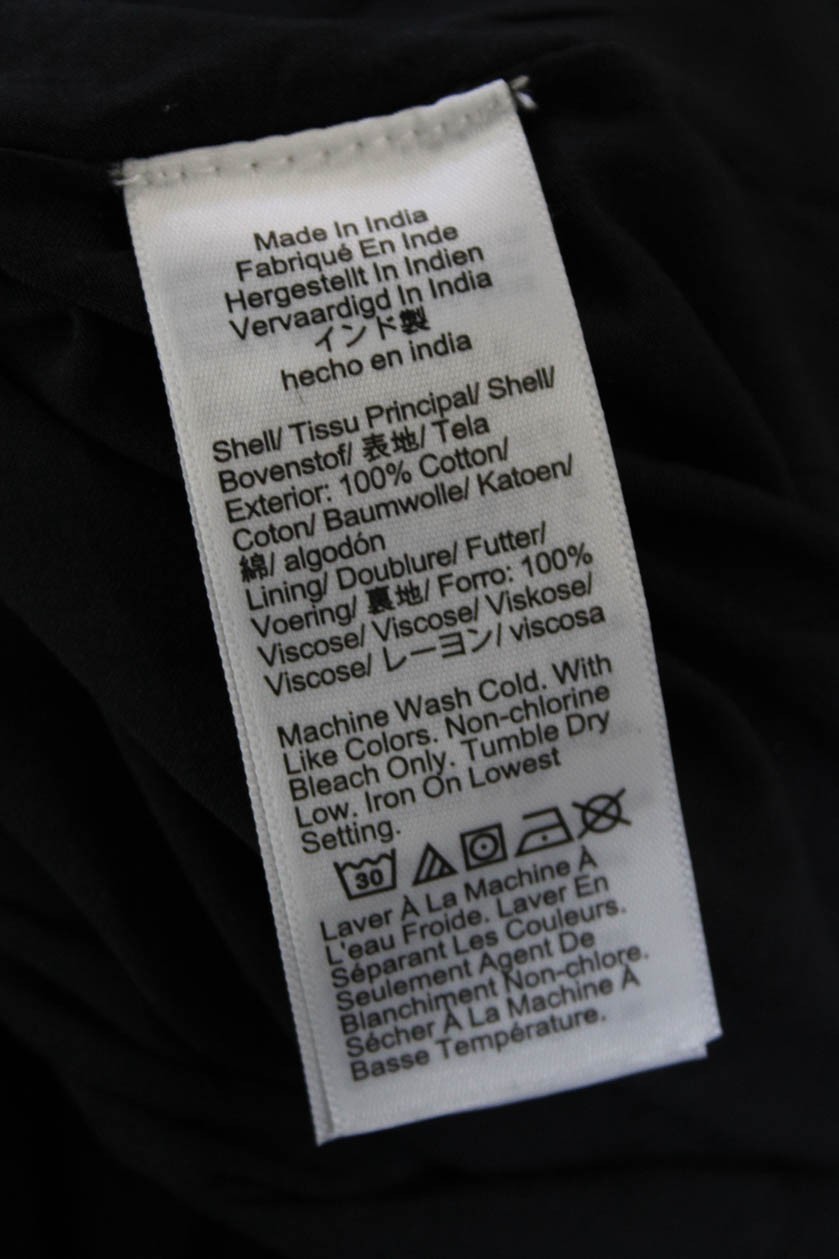 Made In India
Fabriqué En Inde
Hergestellt In Indien
Vervaardigd In India
インド製
hecho en india
Shell/ Tissu Principal/ Shell/
Bovenstof/ 表地/ Tela
Exterior: 100% Cotton/
Coton/ Baumwolle/ Katoen/
綿/ algodón
Lining/ Doublure/ Futter/
Voering/ 裏地/ Forro: 100%
Viscose/ Viscose/ Viskose/
Viscose/ レーヨン/ viscosa
Machine Wash Cold. With
Like Colors. Non-chlorine
Bleach Only. Tumble Dry
Low. Iron On Lowest
Setting.
30
Laver À La Machine À
L'eau Froide. Laver En
Séparant Les Couleurs.
Seulement Agent De
Blanchiment Non-chlore.
Sécher À La Machine À
Basse Température.